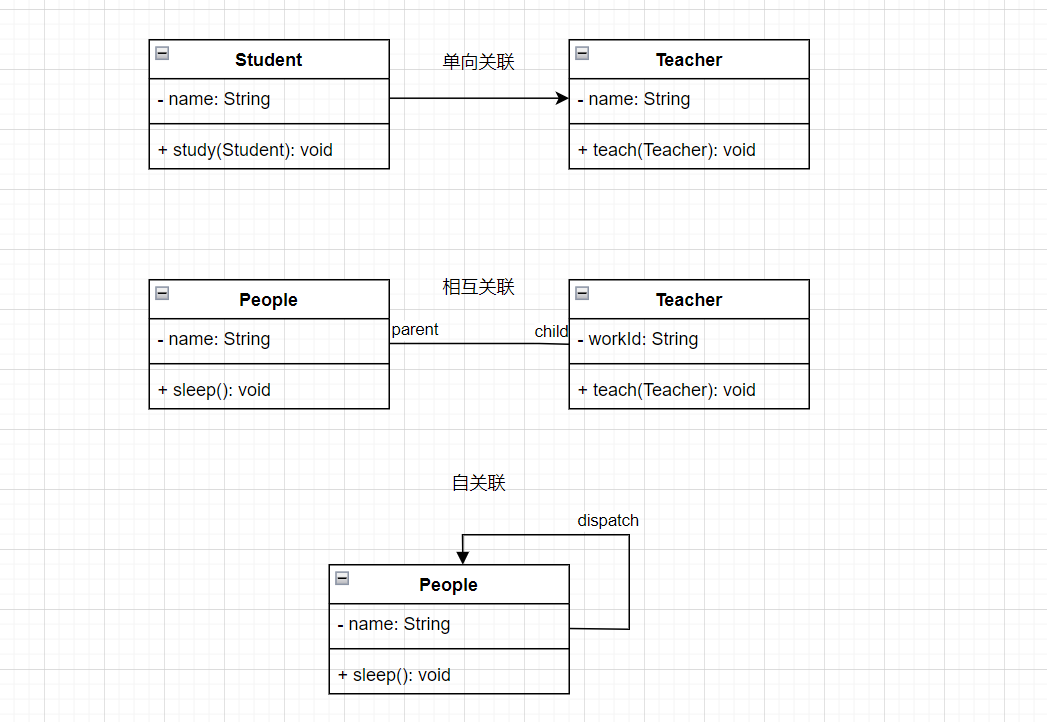 Student
- name: String
+ study(Student): void
单向关联
Teacher
- name: String
+ teach(Teacher): void
People
- name: String
+ sleep(): void
相互关联
parent
child
Teacher
- workId: String
+ teach(Teacher): void
自关联
dispatch
People
- name: String
+ sleep(): void